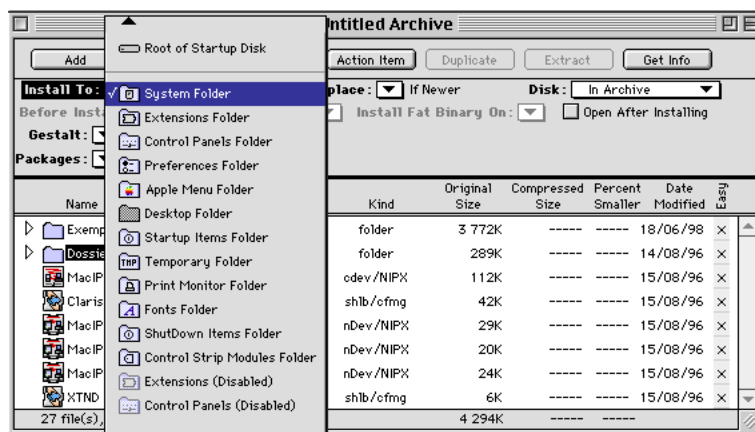 Untitled Archive
Add
Action Item
Duplicate
Extract
Get Info
Install To:
place:
If Newer
Disk:
In Archive
Before
Install Fat Binary On:
Open After Installing
Gestalt:
Packages:
Root of Startup Disk
✓ System Folder
Extensions Folder
Control Panels Folder
Preferences Folder
Apple Menu Folder
Desktop Folder
Startup Items Folder
TMP Temporary Folder
Print Monitor Folder
Fonts Folder
ShutDown Items Folder
Control Strip Modules Folder
Extensions (Disabled)
Control Panels (Disabled)
Name Kind Original Size Compressed Size Percent Smaller Date Modified Easy
Exemp folder 3 772K ----- ----- 18/06/98 ×
Dossie folder 289K ----- ----- 14/08/96 ×
MacIP cdev/NIPX 112K ----- ----- 15/08/96 ×
Claris shlb/cfmg 42K ----- ----- 15/08/96 ×
MacIP nDev/NIPX 29K ----- ----- 15/08/96 ×
MacIP nDev/NIPX 20K ----- ----- 15/08/96 ×
MacIP nDev/NIPX 24K ----- ----- 15/08/96 ×
XTND shlb/cfmg 6K ----- ----- 15/08/96 ×
27 file(s), 4 294K ----- -----